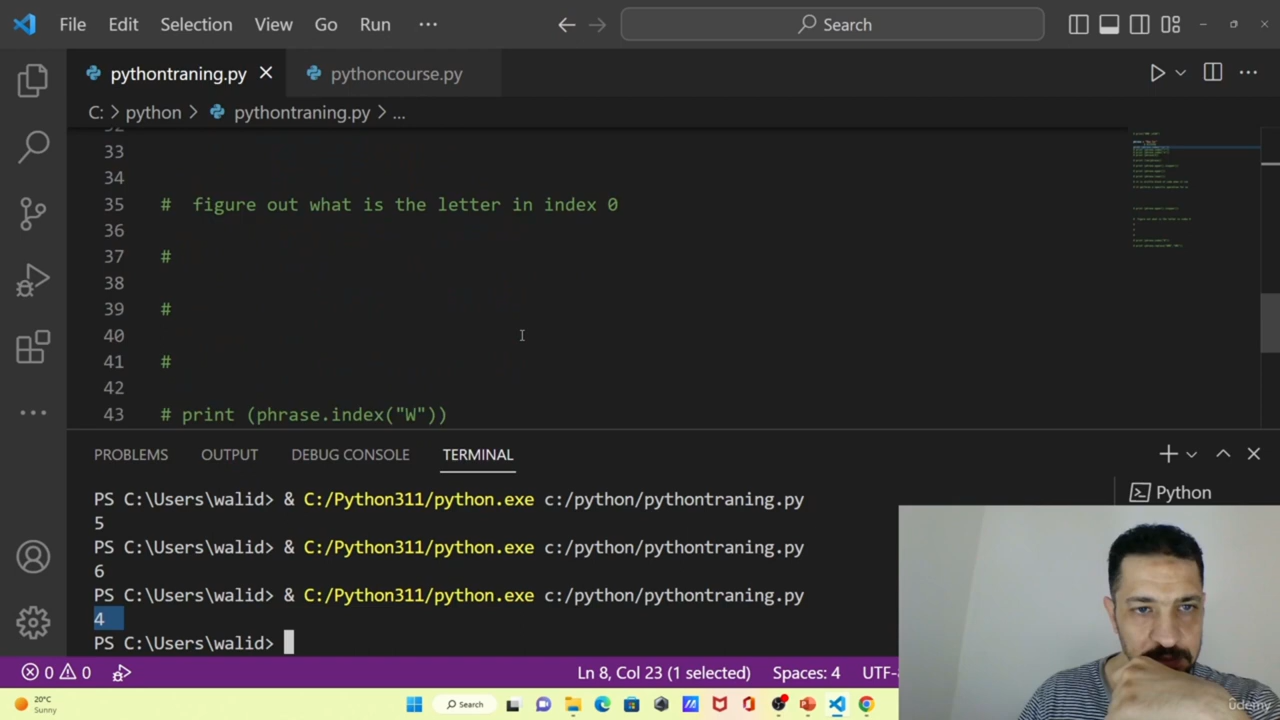 File Edit Selection View Go Run ··· Search
pythontraning.py pythoncourse.py
C: > python > pythontraning.py > ...
33
34
35 # figure out what is the letter in index 0
36
37 #
38
39 #
40
41 #
42
43 # print (phrase.index("W"))
PROBLEMS OUTPUT DEBUG CONSOLE TERMINAL
PS C:\Users\walid> & C:/Python311/python.exe c:/python/pythontraning.py
Python
5
PS C:\Users\walid> & C:/Python311/python.exe c:/python/pythontraning.py
6
PS C:\Users\walid> & C:/Python311/python.exe c:/python/pythontraning.py
4
PS C:\Users\walid>
0 0 Ln 8, Col 23 (1 selected) Spaces: 4 UTF-
20°C
Sunny
Search
udemy